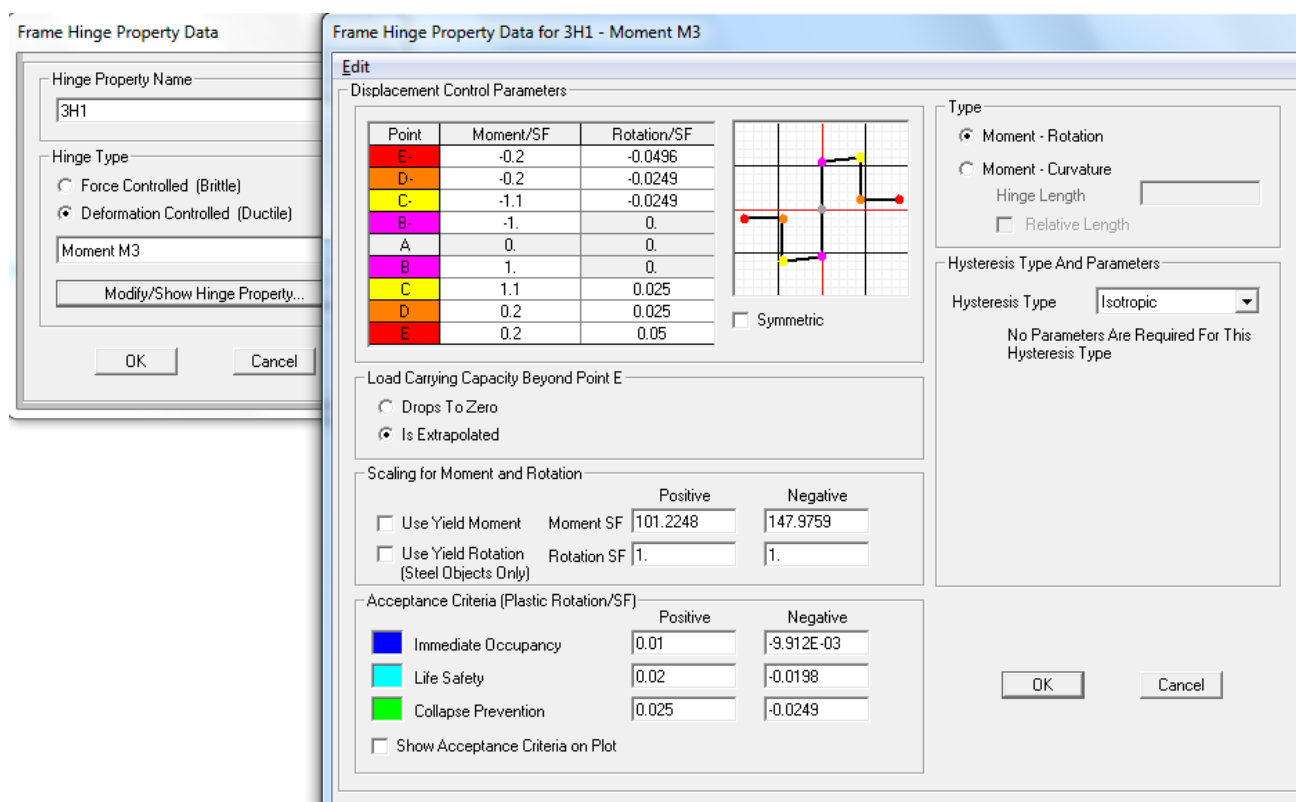 Frame Hinge Property Data
Hinge Property Name
3H1
Hinge Type
Force Controlled (Brittle)
Deformation Controlled (Ductile)
Moment M3
Modify/Show Hinge Property...
OK Cancel
Frame Hinge Property Data for 3H1 - Moment M3
Edit
Displacement Control Parameters
Point Moment/SF Rotation/SF
E- -0.2 -0.0496
D- -0.2 -0.0249
C- -1.1 -0.0249
B- -1. 0.
A 0. 0.
B 1. 0.
C 1.1 0.025
D 0.2 0.025
E 0.2 0.05
Symmetric
Load Carrying Capacity Beyond Point E
Drops To Zero
Is Extrapolated
Scaling for Moment and Rotation
Positive Negative
Use Yield Moment Moment SF 101.2248 147.9759
Use Yield Rotation Rotation SF 1. 1.
(Steel Objects Only)
Acceptance Criteria (Plastic Rotation/SF)
Positive Negative
Immediate Occupancy 0.01 -9.912E-03
Life Safety 0.02 -0.0198
Collapse Prevention 0.025 -0.0249
Show Acceptance Criteria on Plot
Type
Moment - Rotation
Moment - Curvature
Hinge Length
Relative Length
Hysteresis Type And Parameters
Hysteresis Type Isotropic
No Parameters Are Required For This
Hysteresis Type
OK Cancel